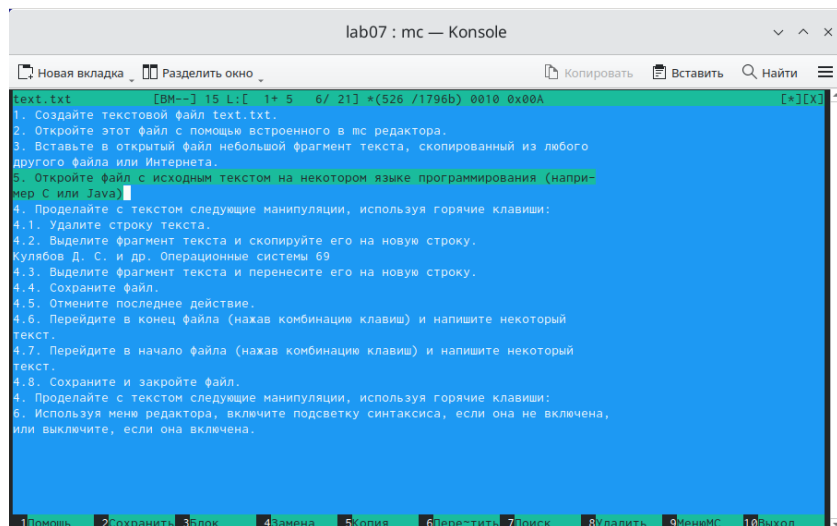 lab07 : mc — Konsole
Новая вкладка Разделить окно Копировать Вставить Найти
text.txt [BM--] 15 L:[ 1+ 5 6/ 21] *(526 /1796b) 0010 0x00A [*][X]
1. Создайте текстовой файл text.txt.
2. Откройте этот файл с помощью встроенного в mc редактора.
3. Вставьте в открытый файл небольшой фрагмент текста, скопированный из любого
другого файла или Интернета.
5. Откройте файл с исходным текстом на некотором языке программирования (напри-
мер C или Java)
4. Проделайте с текстом следующие манипуляции, используя горячие клавиши:
4.1. Удалите строку текста.
4.2. Выделите фрагмент текста и скопируйте его на новую строку.
Кулябов Д. С. и др. Операционные системы 69
4.3. Выделите фрагмент текста и перенесите его на новую строку.
4.4. Сохраните файл.
4.5. Отмените последнее действие.
4.6. Перейдите в конец файла (нажав комбинацию клавиш) и напишите некоторый
текст.
4.7. Перейдите в начало файла (нажав комбинацию клавиш) и напишите некоторый
текст.
4.8. Сохраните и закройте файл.
4. Проделайте с текстом следующие манипуляции, используя горячие клавиши:
6. Используя меню редактора, включите подсветку синтаксиса, если она не включена,
или выключите, если она включена.
1Помощь 2Сохранить 3Блок 4Замена 5Копия 6Пере~тить 7Поиск 8Удалить 9МенюMC 10Выход